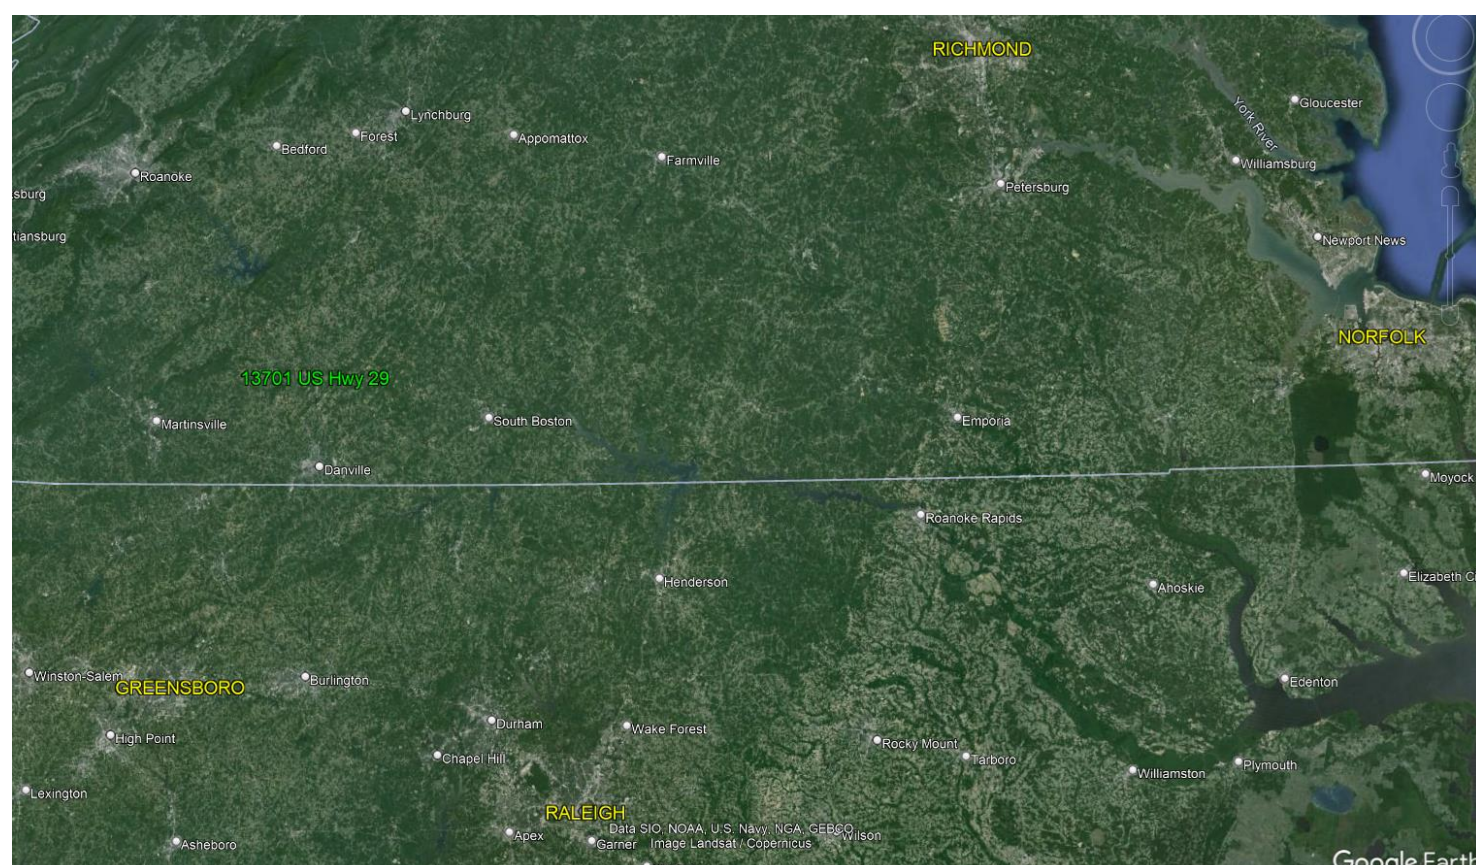 RICHMOND
Gloucester
Lynchburg
York River
Forest
Appomattox
Bedford
Farmville
Williamsburg
Roanoke
Petersburg
sburg
tiansburg
Newport News
NORFOLK
13701 US Hwy 29
Martinsville
South Boston
Emporia
Danville
Moyock
Roanoke Rapids
Henderson
Ahoskie
Elizabeth C
Winston-Salem
GREENSBORO
Burlington
Edenton
Durham
Wake Forest
High Point
Chapel Hill
Rocky Mount
Tarboro
Williamston
Plymouth
Lexington
RALEIGH
Data SIO, NOAA, U.S. Navy, NGA, GEBCO
Wilson
Apex
Garner
Image Landsat / Copernicus
Asheboro
Google Earth